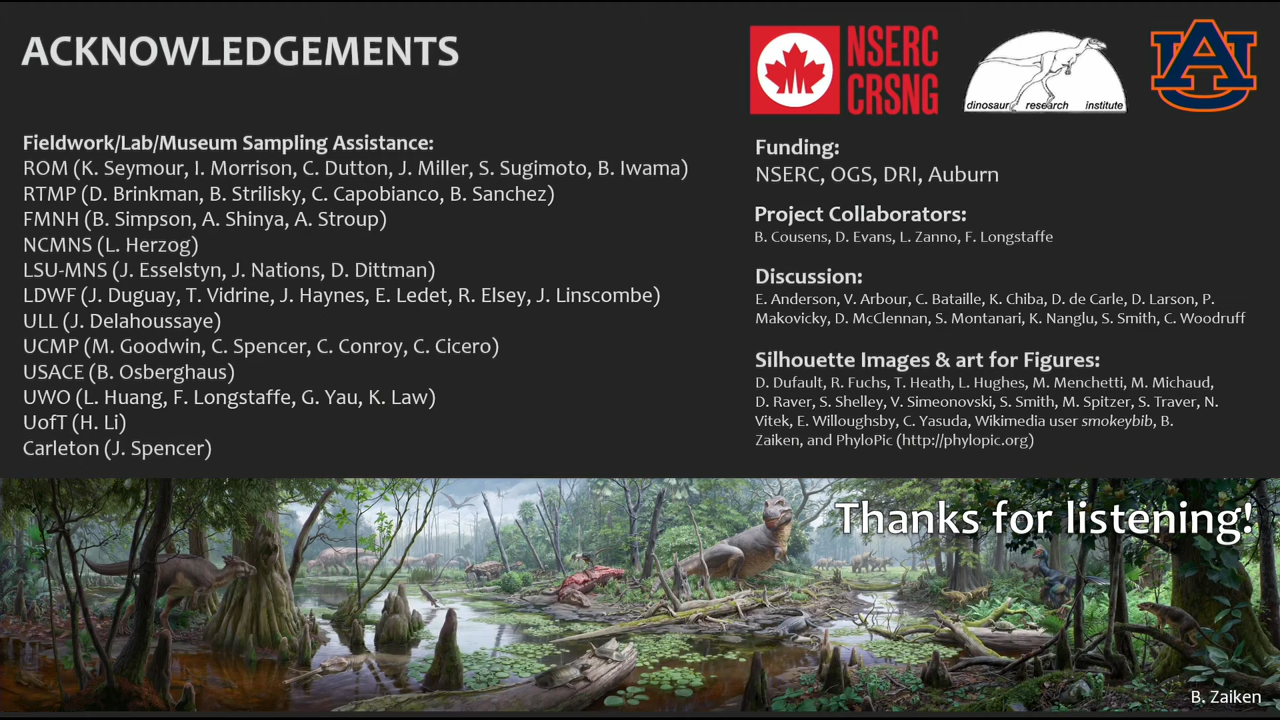 ACKNOWLEDGEMENTS
NSERC
CRSNG
dinosaur research institute
AU
Fieldwork/Lab/Museum Sampling Assistance:
ROM (K. Seymour, I. Morrison, C. Dutton, J. Miller, S. Sugimoto, B. Iwama)
RTMP (D. Brinkman, B. Strilisky, C. Capobianco, B. Sanchez)
FMNH (B. Simpson, A. Shinya, A. Stroup)
NCMNS (L. Herzog)
LSU-MNS (J. Esselstyn, J. Nations, D. Dittman)
LDWF (J. Duguay, T. Vidrine, J. Haynes, E. Ledet, R. Elsey, J. Linscombe)
ULL (J. Delahoussaye)
UCMP (M. Goodwin, C. Spencer, C. Conroy, C. Cicero)
USACE (B. Osberghaus)
UWO (L. Huang, F. Longstaffe, G. Yau, K. Law)
UofT (H. Li)
Carleton (J. Spencer)
Funding:
NSERC, OGS, DRI, Auburn
Project Collaborators:
B. Cousens, D. Evans, L. Zanno, F. Longstaffe
Discussion:
E. Anderson, V. Arbour, C. Bataille, K. Chiba, D. de Carle, D. Larson, P.
Makovicky, D. McClennan, S. Montanari, K. Nanglu, S. Smith, C. Woodruff
Silhouette Images & art for Figures:
D. Dufault, R. Fuchs, T. Heath, L. Hughes, M. Menchetti, M. Michaud,
D. Raver, S. Shelley, V. Simeonovski, S. Smith, M. Spitzer, S. Traver, N.
Vitek, E. Willoughsby, C. Yasuda, Wikimedia user smokeybib, B.
Zaiken, and PhyloPic (http://phylopic.org)
Thanks for listening!
B. Zaiken